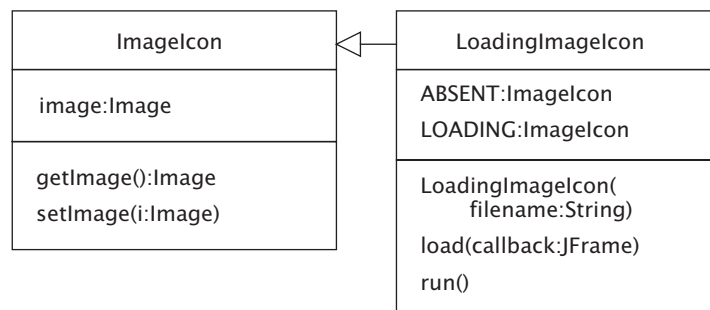 ImageIcon
image:Image
getImage():Image
setImage(i:Image)
LoadingImageIcon
ABSENT:ImageIcon
LOADING:ImageIcon
LoadingImageIcon(
filename:String)
load(callback:JFrame)
run()